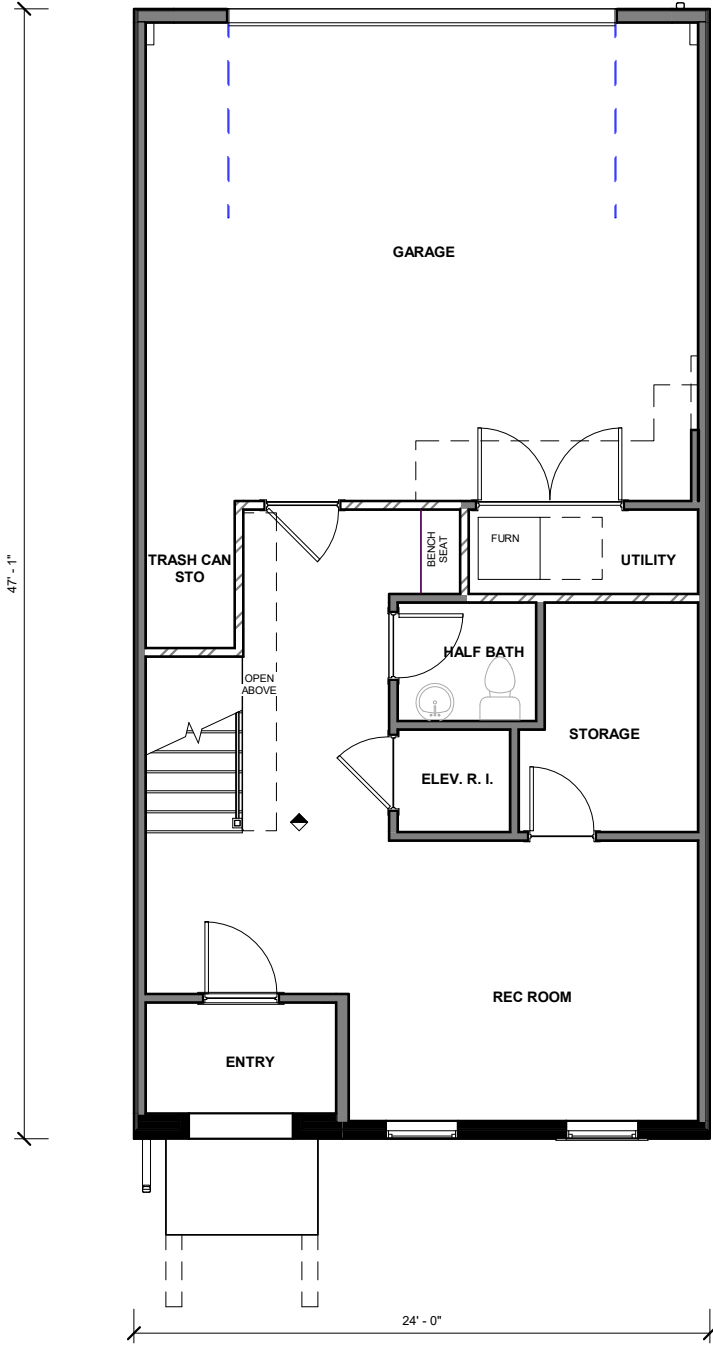 GARAGE
47' - 1"
BENCH
SEAT
FURN
UTILITY
TRASH CAN
STO
HALF BATH
OPEN
ABOVE
STORAGE
ELEV. R. I.
REC ROOM
ENTRY
24' - 0"